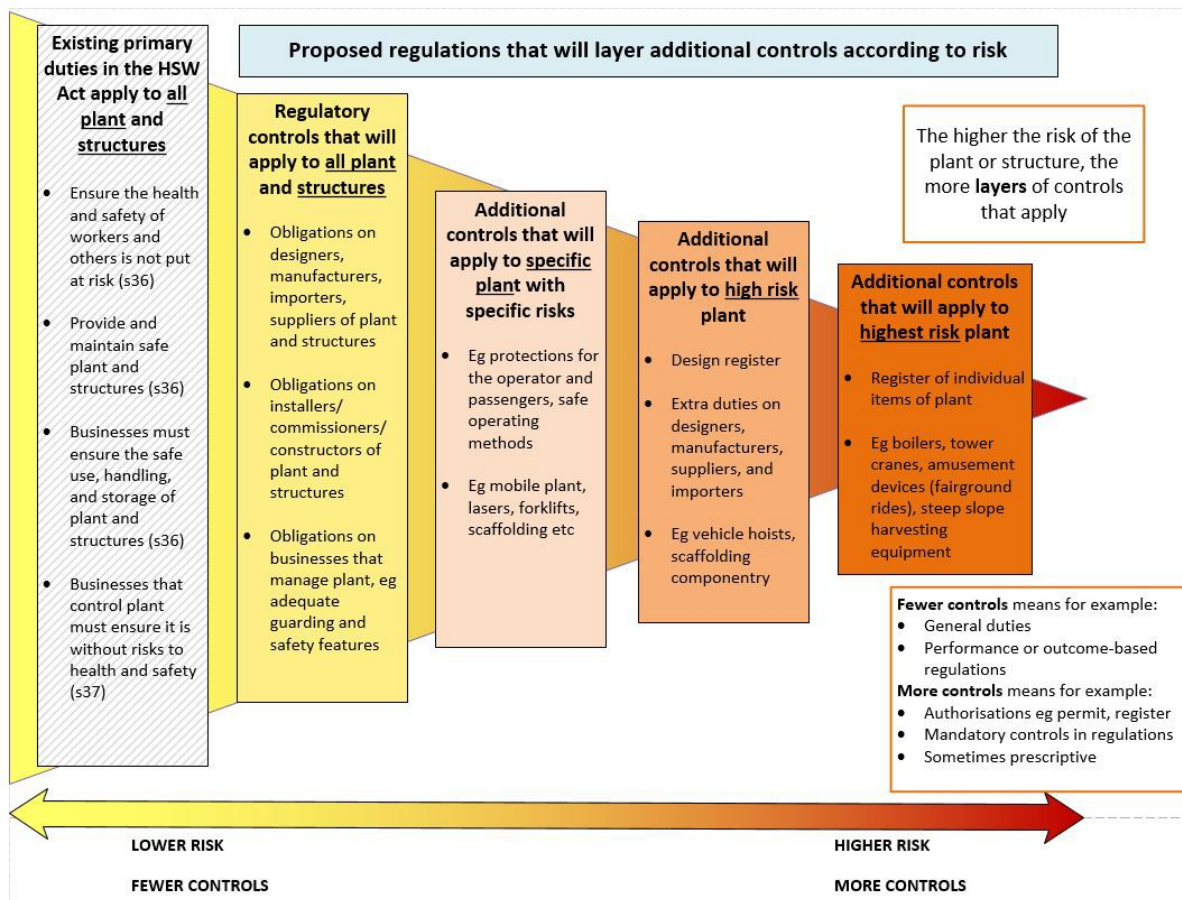 Existing primary
duties in the HSW
Act apply to all
plant and
structures
• Ensure the health
and safety of
workers and
others is not put
at risk (s36)
• Provide and
maintain safe
plant and
structures (s36)
• Businesses must
ensure the safe
use, handling,
and storage of
plant and
structures (s36)
• Businesses that
control plant
must ensure it is
without risks to
health and safety
(s37)
Proposed regulations that will layer additional controls according to risk
Regulatory
controls that will
apply to all plant
and structures
• Obligations on
designers,
manufacturers,
importers,
suppliers of plant
and structures
• Obligations on
installers/
commissioners/
constructors of
plant and
structures
• Obligations on
businesses that
manage plant, eg
adequate
guarding and
safety features
Additional
controls that will
apply to specific
plant with
specific risks
• Eg protections for
the operator and
passengers, safe
operating
methods
• Eg mobile plant,
lasers, forklifts,
scaffolding etc
Additional
controls that will
apply to high risk
plant
• Design register
• Extra duties on
designers,
manufacturers,
suppliers, and
importers
• Eg vehicle hoists,
scaffolding
componentry
The higher the risk of the
plant or structure, the
more layers of controls
that apply
Additional controls
that will apply to
highest risk plant
• Register of individual
items of plant
• Eg boilers, tower
cranes, amusement
devices (fairground
rides), steep slope
harvesting
equipment
Fewer controls means for example:
• General duties
• Performance or outcome-based
regulations
More controls means for example:
• Authorisations eg permit, register
• Mandatory controls in regulations
• Sometimes prescriptive
LOWER RISK
FEWER CONTROLS
HIGHER RISK
MORE CONTROLS